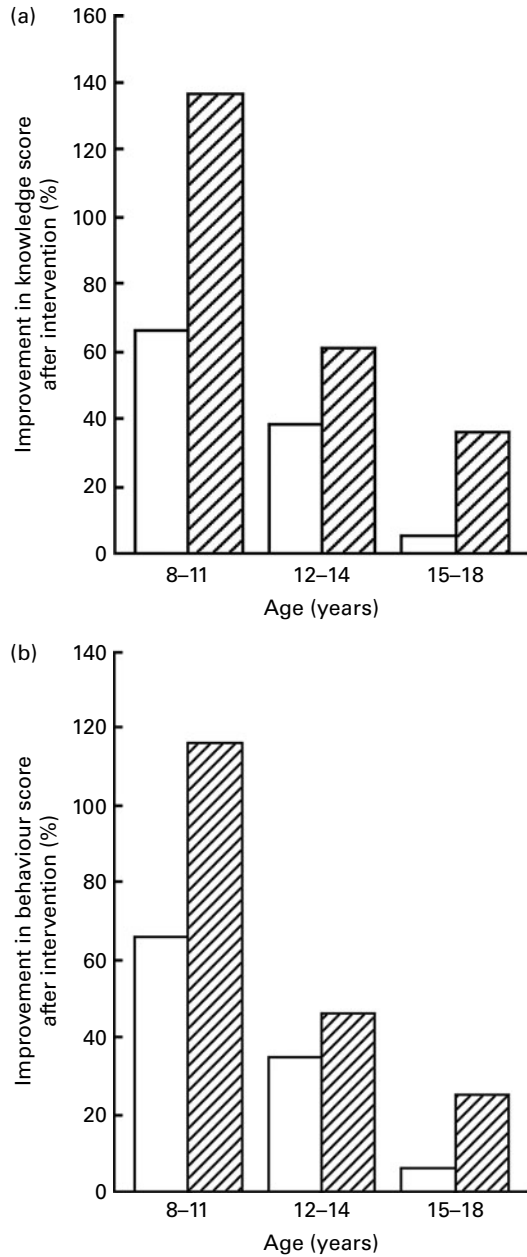 (a)
160
140
120
100
80
60
40
20
0
Improvement in knowledge score
after intervention (%)
8–11
12–14
15–18
Age (years)
(b)
140
120
100
80
60
40
20
0
Improvement in behaviour score
after intervention (%)
8–11
12–14
15–18
Age (years)